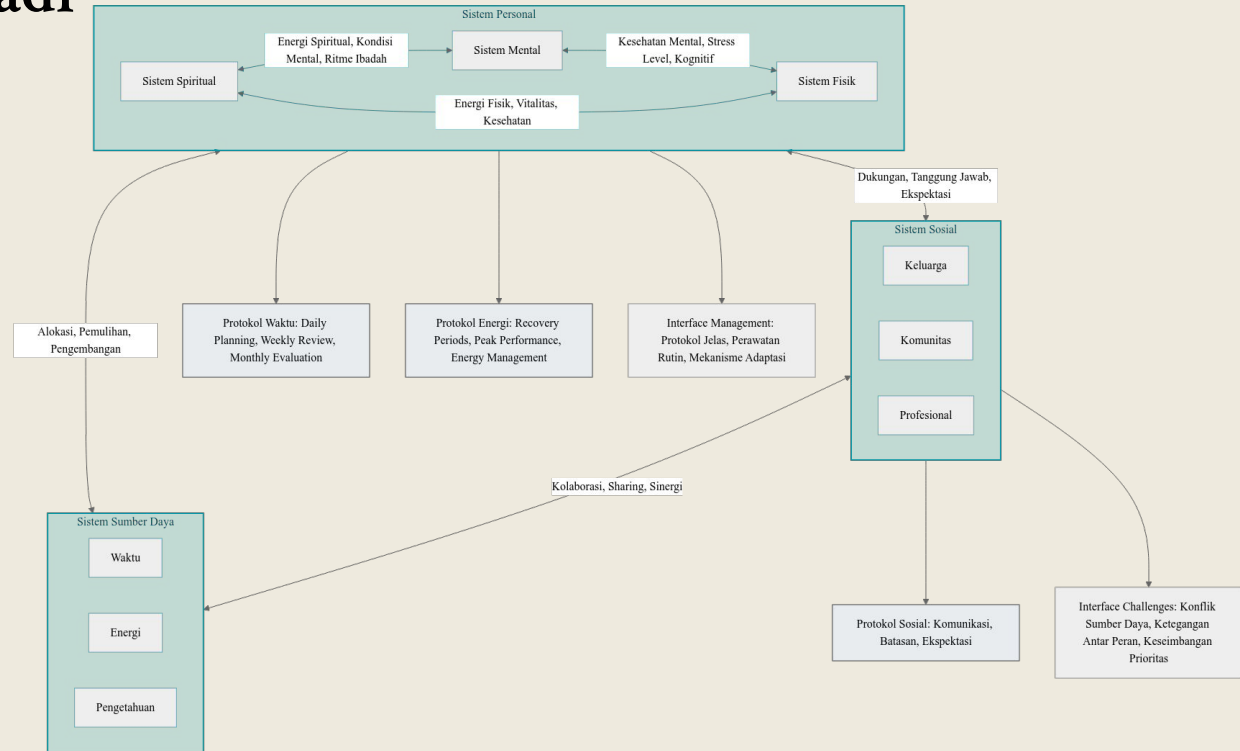 Sistem Personal
Energi Spiritual, Kondisi
Mental, Ritme Ibadah
Sistem Mental
Kesehatan Mental, Stress
Level, Kognitif
Sistem Spiritual
Sistem Fisik
Energi Fisik, Vitalitas,
Kesehatan
Dukungan, Tanggung Jawab,
Ekspektasi
Sistem Sosial
Keluarga
Komunitas
Profesional
Alokasi, Pemulihan,
Pengembangan
Protokol Waktu: Daily
Planning, Weekly Review,
Monthly Evaluation
Protokol Energi: Recovery
Periods, Peak Performance,
Energy Management
Interface Management:
Protokol Jelas, Perawatan
Rutin, Mekanisme Adaptasi
Kolaborasi, Sharing, Sinergi
Sistem Sumber Daya
Waktu
Energi
Pengetahuan
Protokol Sosial: Komunikasi,
Batasan, Ekspektasi
Interface Challenges: Konflik
Sumber Daya, Ketegangan
Antar Peran, Keseimbangan
Prioritas